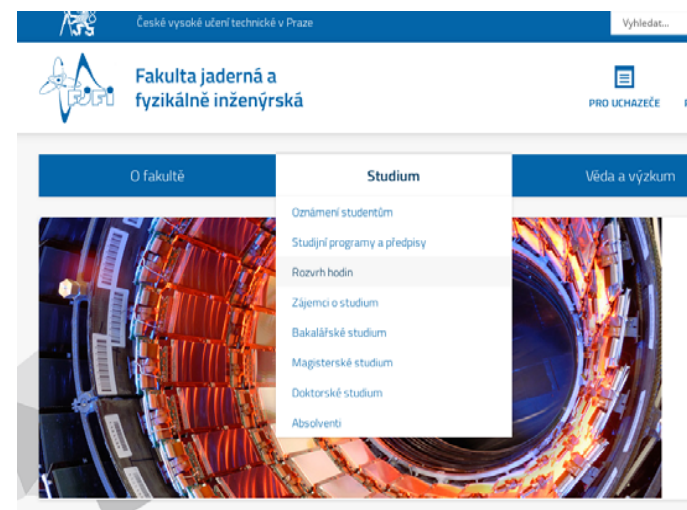 České vysoké učení technické v Praze
Vyhledat...
FJFI
Fakulta jaderná a
fyzikálně inženýrská
PRO UCHAZEČE
O fakultě
Studium
Věda a výzkum
Oznámení studentům
Studijní programy a předpisy
Rozvrh hodin
Zájemci o studium
Bakalářské studium
Magisterské studium
Doktorské studium
Absolventi